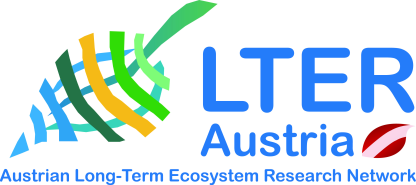 LTER
Austria
Austrian Long-Term Ecosystem Research Network